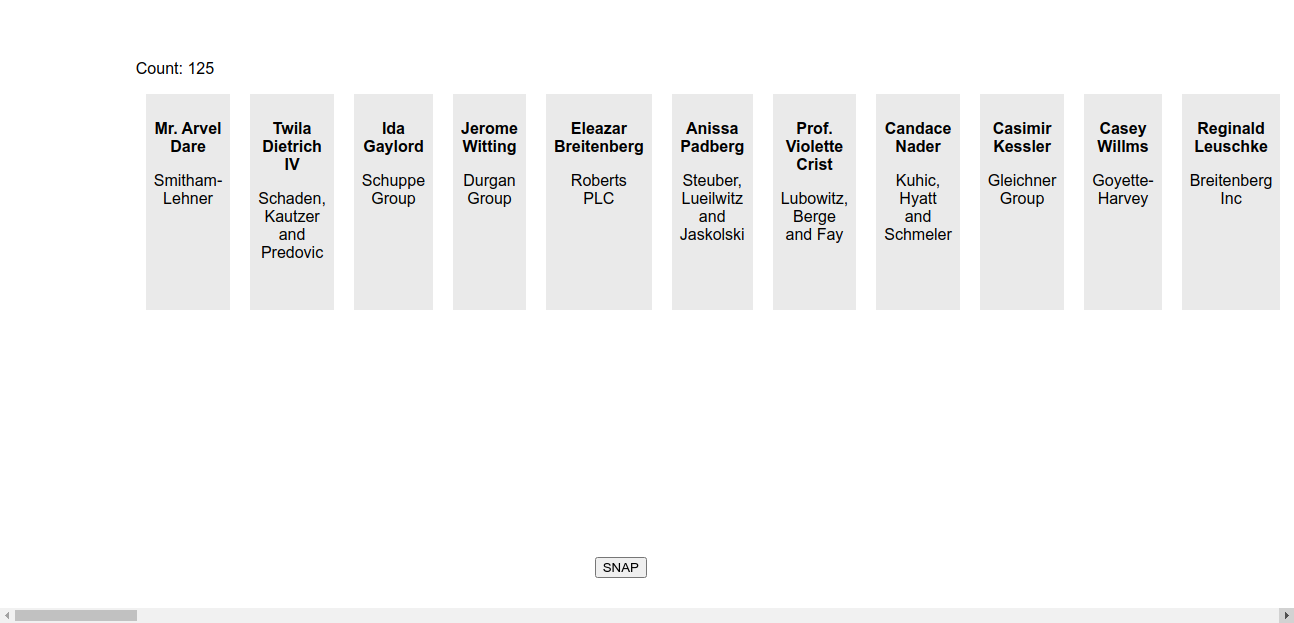 Count: 125
Mr. Arvel
Dare
Smitham-
Lehner
Twila
Dietrich
IV
Schaden,
Kautzer
and
Predovic
Ida
Gaylord
Schuppe
Group
Jerome
Witting
Durgan
Group
Eleazar
Breitenberg
Roberts
PLC
Anissa
Padberg
Steuber,
Lueilwitz
and
Jaskolski
Prof.
Violette
Crist
Lubowitz,
Berge
and Fay
Candace
Nader
Kuhic,
Hyatt
and
Schmeler
Casimir
Kessler
Gleichner
Group
Casey
Willms
Goyette-
Harvey
Reginald
Leuschke
Breitenberg
Inc
SNAP